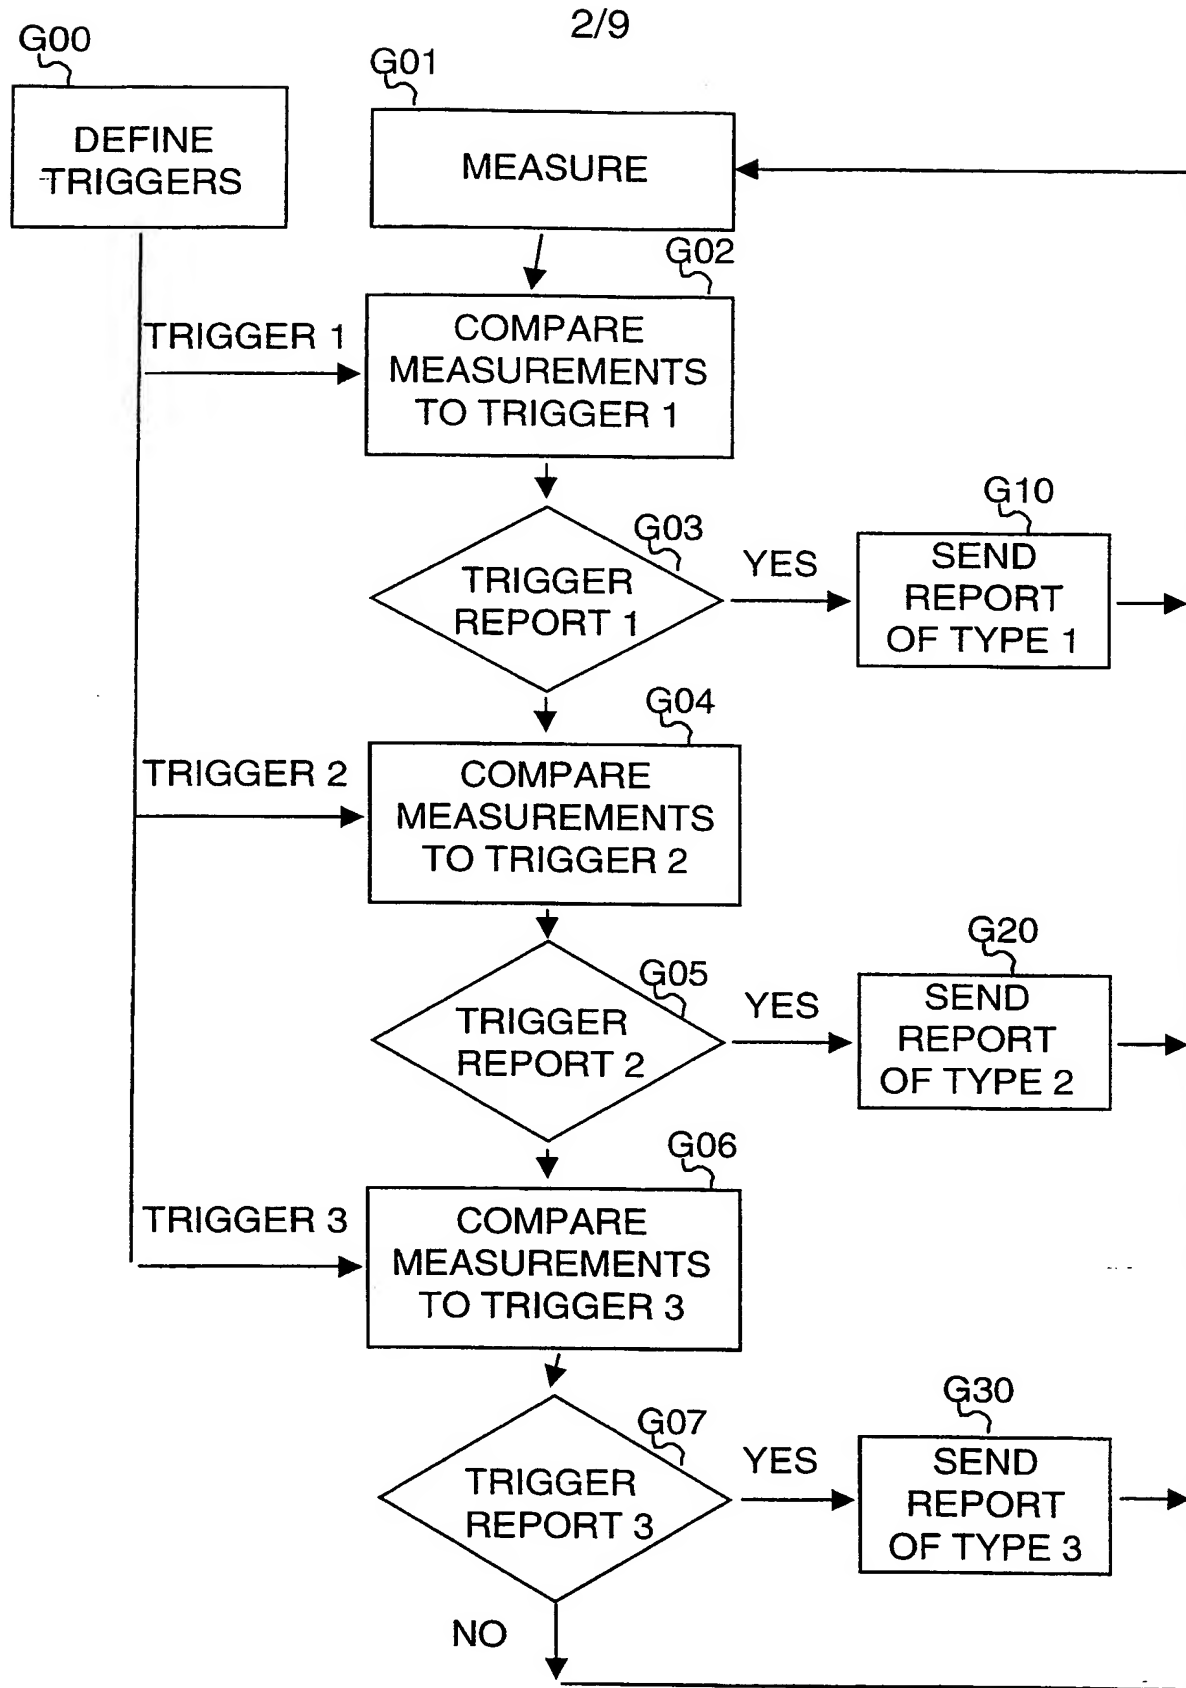 2/9
G00
DEFINE
TRIGGERS
G01
MEASURE
G02
TRIGGER 1
COMPARE
MEASUREMENTS
TO TRIGGER 1
G03
TRIGGER
REPORT 1
YES
G10
SEND
REPORT
OF TYPE 1
G04
TRIGGER 2
COMPARE
MEASUREMENTS
TO TRIGGER 2
G05
TRIGGER
REPORT 2
YES
G20
SEND
REPORT
OF TYPE 2
G06
TRIGGER 3
COMPARE
MEASUREMENTS
TO TRIGGER 3
G07
TRIGGER
REPORT 3
YES
G30
SEND
REPORT
OF TYPE 3
NO